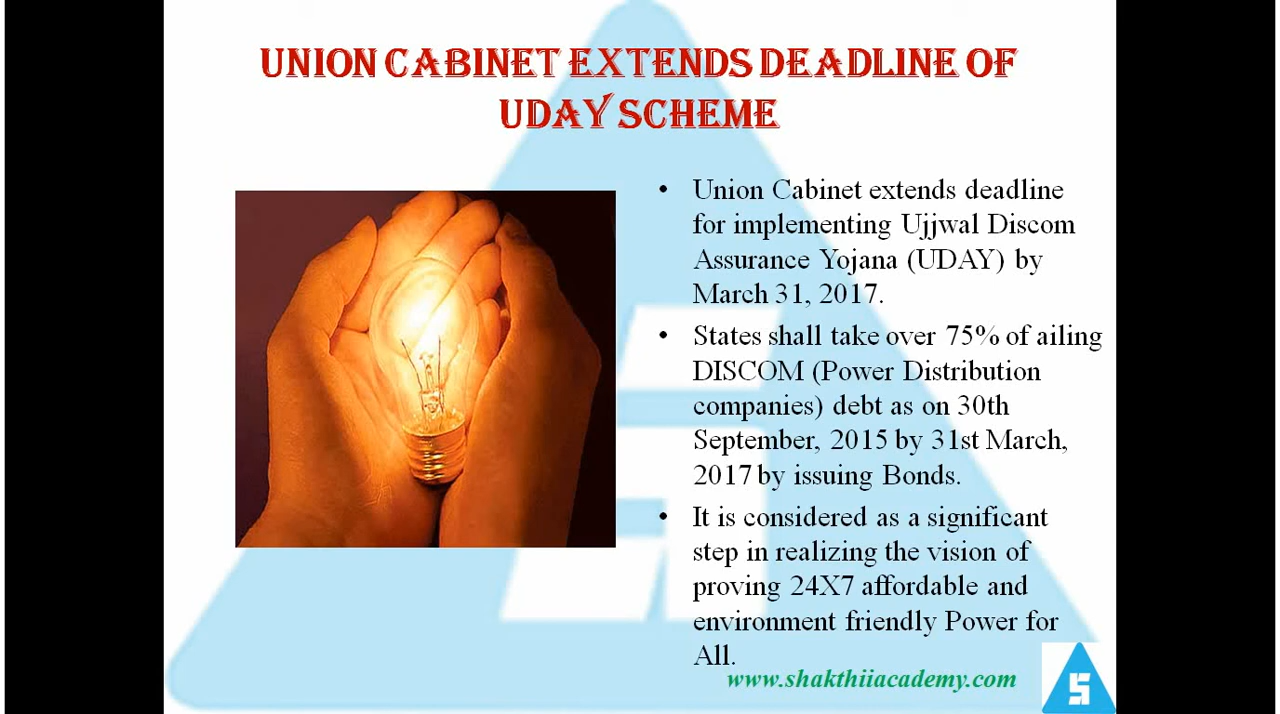 UNION CABINET EXTENDS DEADLINE OF
UDAY SCHEME
• Union Cabinet extends deadline
for implementing Ujjwal Discom
Assurance Yojana (UDAY) by
March 31, 2017.
• States shall take over 75% of ailing
DISCOM (Power Distribution
companies) debt as on 30th
September, 2015 by 31st March,
2017 by issuing Bonds.
• It is considered as a significant
step in realizing the vision of
proving 24X7 affordable and
environment friendly Power for
All.
www.shakthiiacademy.com